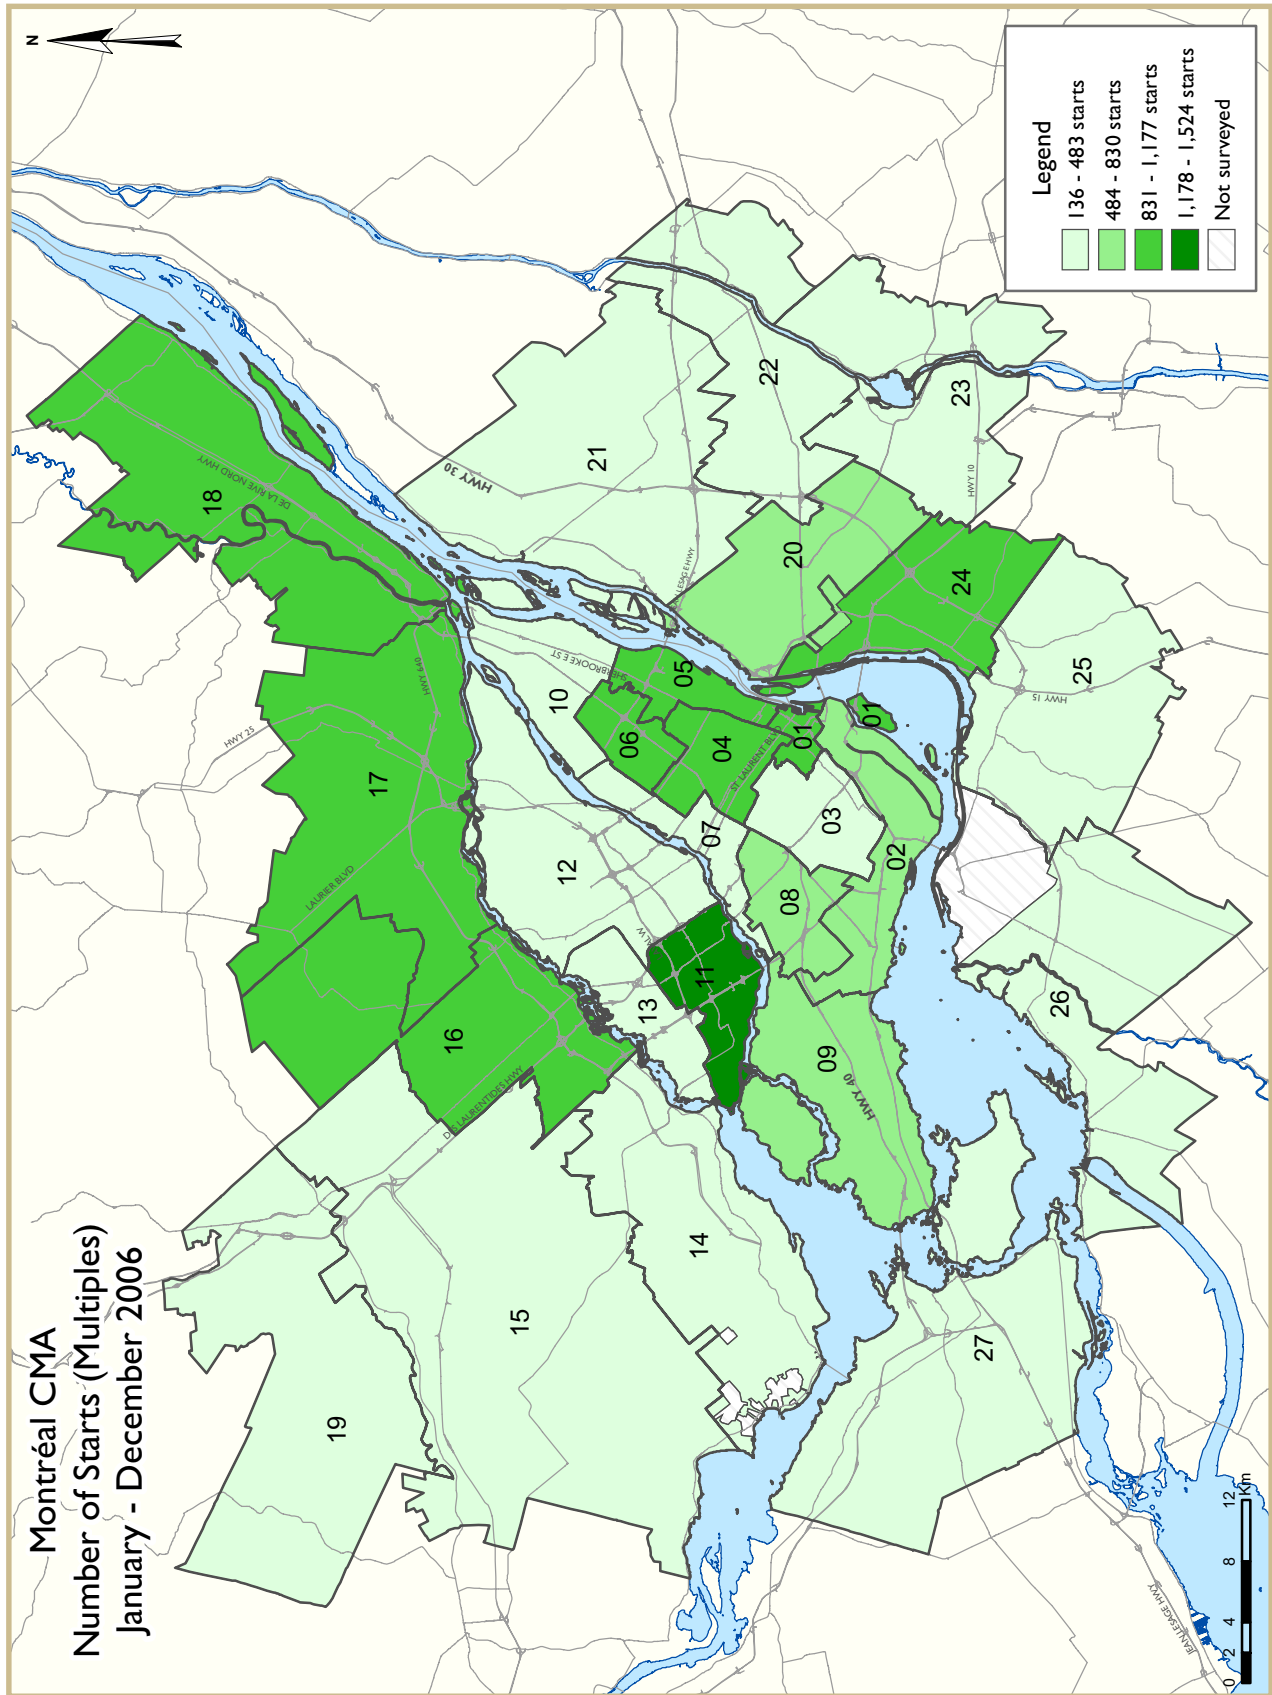 Montréal CMA
Number of Starts (Multiples)
January - December 2006
N
Legend
136 - 483 starts
484 - 830 starts
831 - 1,177 starts
1,178 - 1,524 starts
Not surveyed
19
15
14
27
DES LAURENTIDES HWY
16
13
11
09
HWY 40
26
LAURIER BLVD
17
12
07
08
03
02
HWY 25
HWY 640
10
06
04
05
01
01
ST LAURENT BLVD
SHERBROOKE E ST
18
DE LA RIVE NORD HWY
HWY 30
21
20
24
25
HWY 15
22
23
HWY 10
JEAN LESAGE HWY
0 2 4 8 12
Km